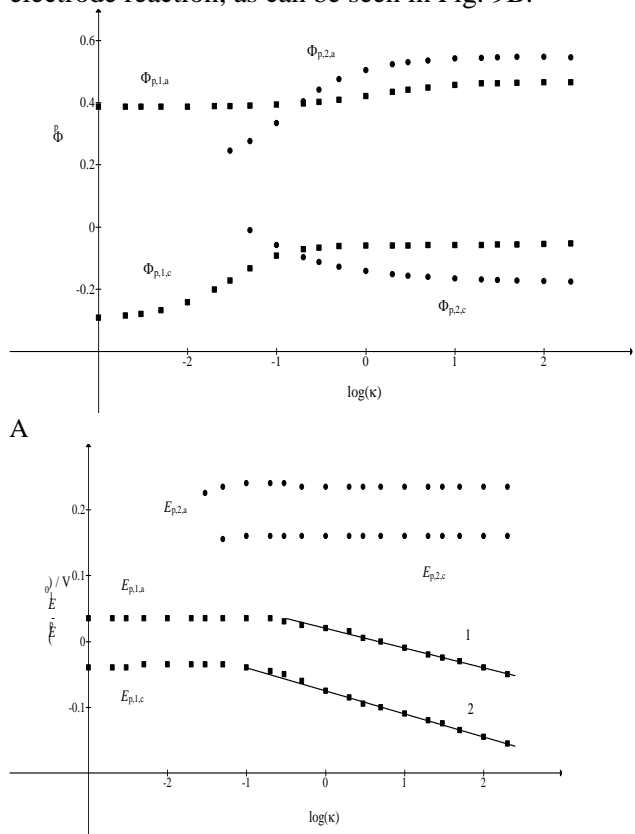 electrode reaction, as can be seen in Fig. 9B.
0.6
Φp,2,a
Φp,1,a
0.4
Φp
0.2
0
Φp,1,c
-0.2
Φp,2,c
-2 -1 0 1 2
log(κ)
A
0.2
Ep,2,a
Ep,2,c
0.1
Ep,1,a
1
0
Ep,1,c
2
-0.1
-2 -1 0 1 2
log(κ)